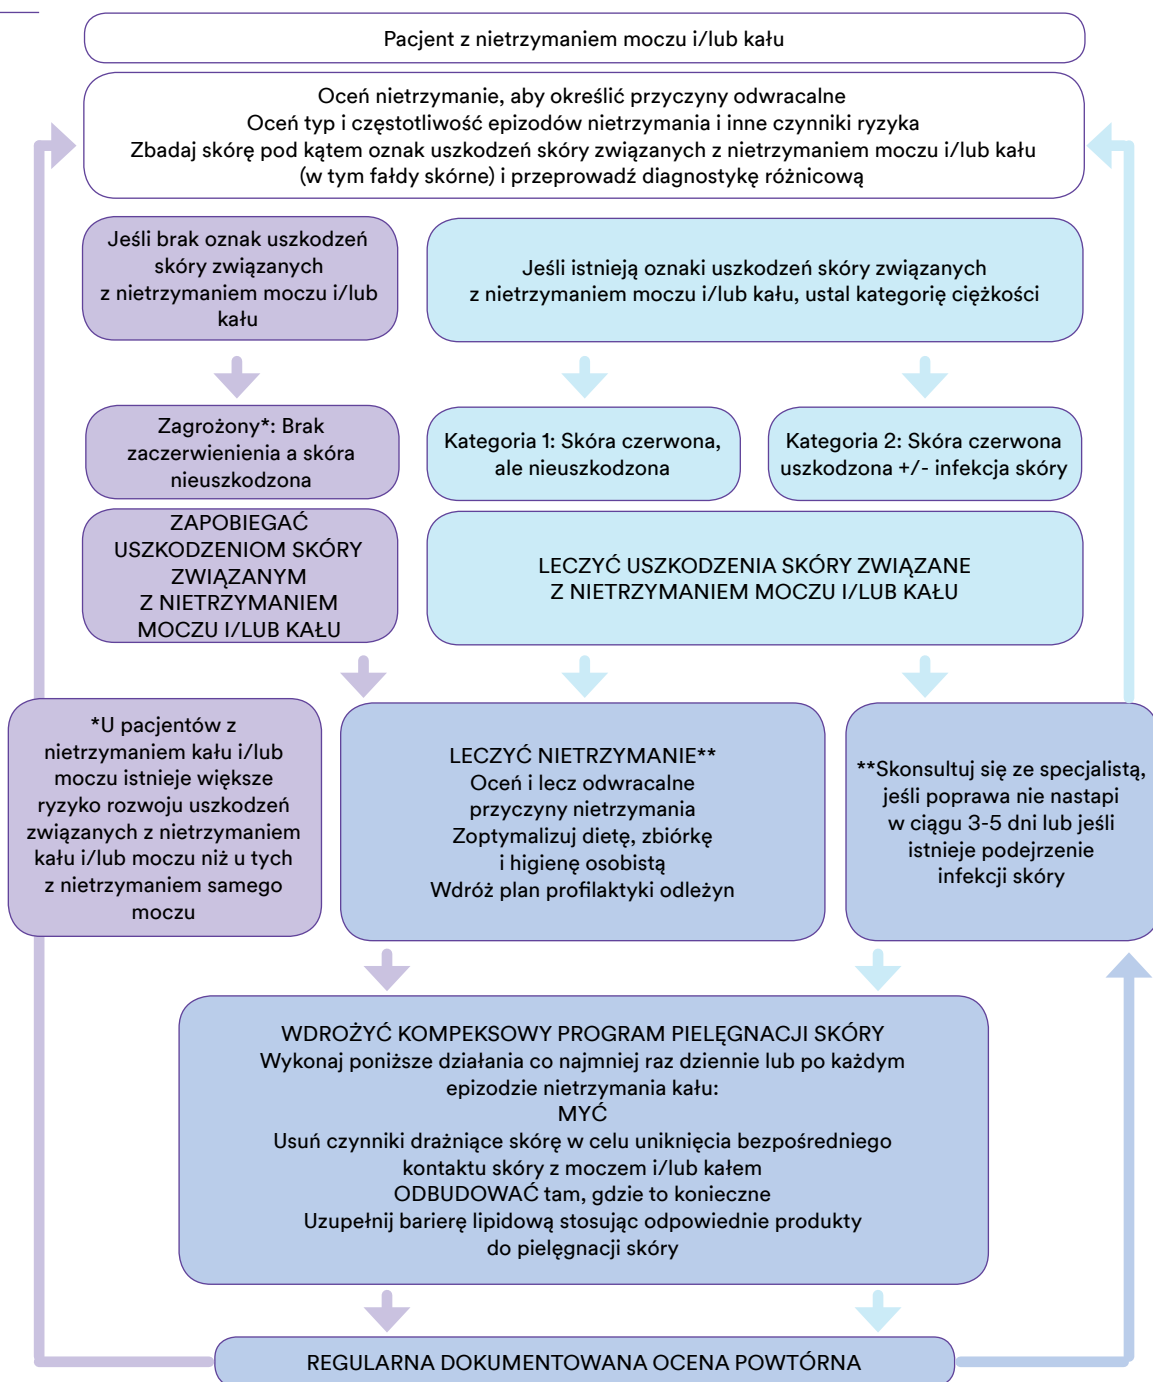 Pacjent z nietrzymaniem moczu i/lub kału
Oceń nietrzymanie, aby określić przyczyny odwracalne
Oceń typ i częstotliwość epizodów nietrzymania i inne czynniki ryzyka
Zbadaj skórę pod kątem oznak uszkodzeń skóry związanych z nietrzymaniem moczu i/lub kału
(w tym fałdy skórne) i przeprowadź diagnostykę różnicową
Jeśli brak oznak uszkodzeń
skóry związanych
z nietrzymaniem moczu i/lub
kału
Jeśli istnieją oznaki uszkodzeń skóry związanych
z nietrzymaniem moczu i/lub kału, ustal kategorię ciężkości
Zagrożony*: Brak
zaczerwienienia a skóra
nieuszkodzona
Kategoria 1: Skóra czerwona,
ale nieuszkodzona
Kategoria 2: Skóra czerwona
uszkodzona +/- infekcja skóry
ZAPOBIEGAĆ
USZKODZENIOM SKÓRY
ZWIĄZANYM
Z NIETRZYMANIEM
MOCZU I/LUB KAŁU
LECZYĆ USZKODZENIA SKÓRY ZWIĄZANE
Z NIETRZYMANIEM MOCZU I/LUB KAŁU
*U pacjentów z
nietrzymaniem kału i/lub
moczu istnieje większe
ryzyko rozwoju uszkodzeń
związanych z nietrzymaniem
kału i/lub moczu niż u tych
z nietrzymaniem samego
moczu
LECZYĆ NIETRZYMANIE**
Oceń i lecz odwracalne
przyczyny nietrzymania
Zoptymalizuj dietę, zbiórkę
i higienę osobistą
Wdróż plan profilaktyki odleżyn
**Skonsultuj się ze specjalistą,
jeśli poprawa nie nastapi
w ciągu 3-5 dni lub jeśli
istnieje podejrzenie
infekcji skóry
WDROŻYĆ KOMPEKSOWY PROGRAM PIELĘGNACJI SKÓRY
Wykonaj poniższe działania co najmniej raz dziennie lub po każdym
epizodzie nietrzymania kału:
MYĆ
Usuń czynniki drażniące skórę w celu uniknięcia bezpośredniego
kontaktu skóry z moczem i/lub kałem
ODBUDOWAĆ tam, gdzie to konieczne
Uzupełnij barierę lipidową stosując odpowiednie produkty
do pielęgnacji skóry
REGULARNA DOKUMENTOWANA OCENA POWTÓRNA